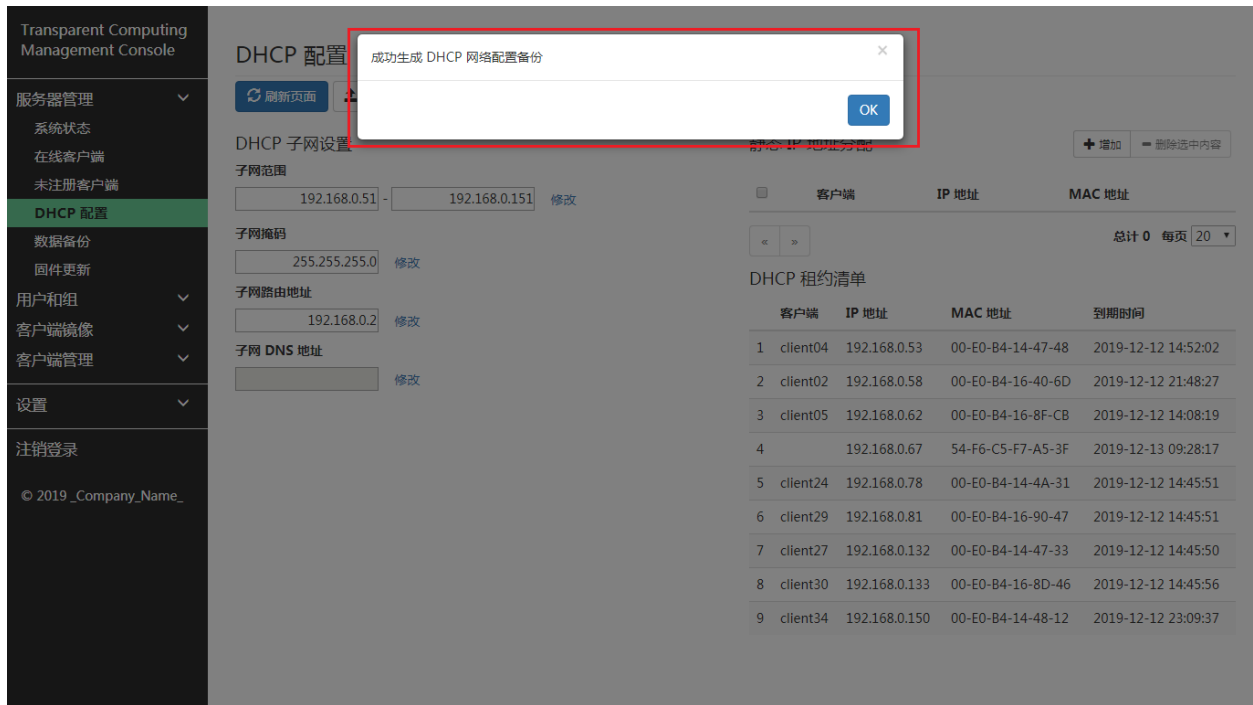 Transparent Computing
Management Console
服务器管理
系统状态
在线客户端
未注册客户端
DHCP 配置
数据备份
固件更新
用户和组
客户端镜像
客户端管理
设置
注销登录
© 2019 _Company_Name_
DHCP 配置
成功生成 DHCP 网络配置备份
×
OK
刷新页面
DHCP 子网设置
子网范围
192.168.0.51 - 192.168.0.151 修改
子网掩码
255.255.255.0 修改
子网路由地址
192.168.0.2 修改
子网 DNS 地址
修改
静态 IP 地址分配
增加 删除选中内容
客户端 IP 地址 MAC 地址
« » 总计 0 每页 20
DHCP 租约清单
客户端 IP 地址 MAC 地址 到期时间
1 client04 192.168.0.53 00-E0-B4-14-47-48 2019-12-12 14:52:02
2 client02 192.168.0.58 00-E0-B4-16-40-6D 2019-12-12 21:48:27
3 client05 192.168.0.62 00-E0-B4-16-8F-CB 2019-12-12 14:08:19
4 192.168.0.67 54-F6-C5-F7-A5-3F 2019-12-13 09:28:17
5 client24 192.168.0.78 00-E0-B4-14-4A-31 2019-12-12 14:45:51
6 client29 192.168.0.81 00-E0-B4-16-90-47 2019-12-12 14:45:51
7 client27 192.168.0.132 00-E0-B4-14-47-33 2019-12-12 14:45:50
8 client30 192.168.0.133 00-E0-B4-16-8D-46 2019-12-12 14:45:56
9 client34 192.168.0.150 00-E0-B4-14-48-12 2019-12-12 23:09:37